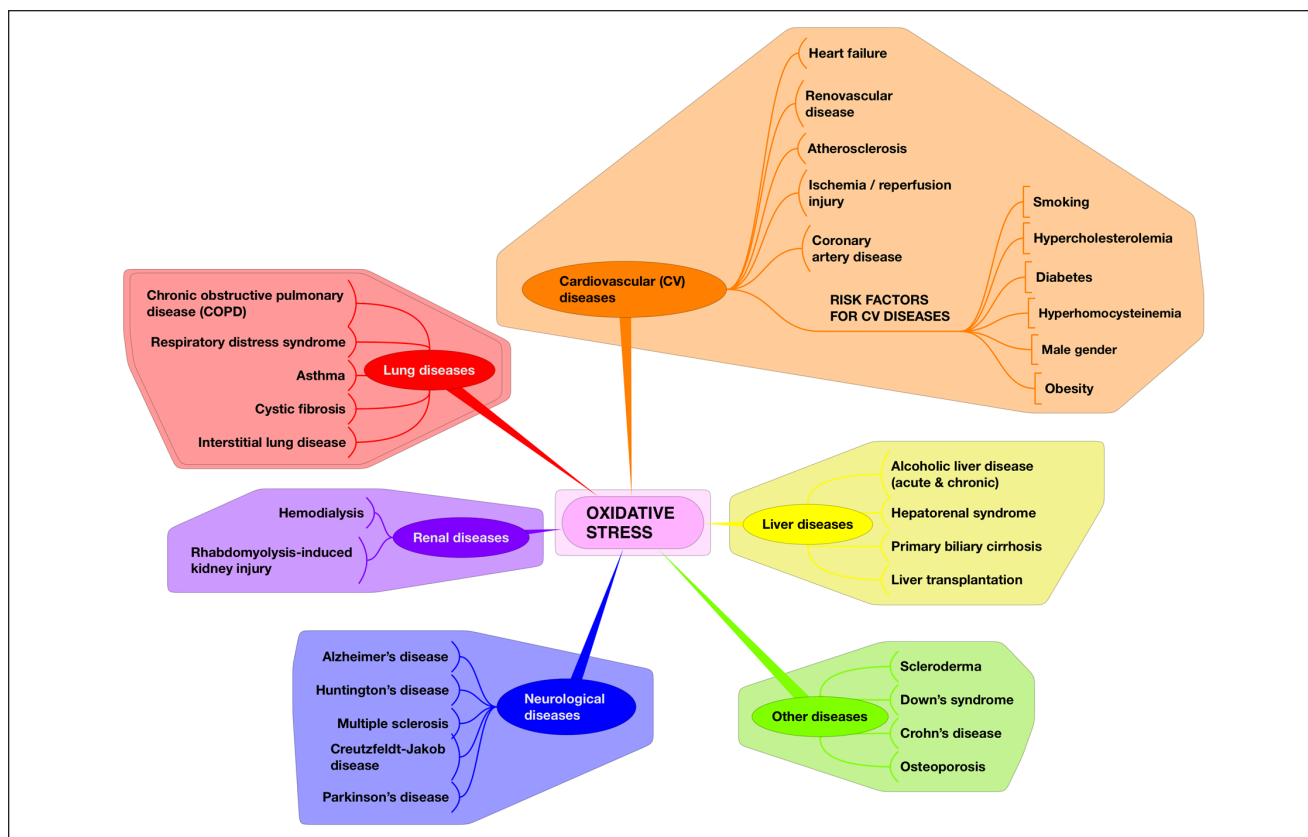 Heart failure
Renovascular
disease
Atherosclerosis
Ischemia / reperfusion
injury
Coronary
artery disease
Cardiovascular (CV)
diseases
RISK FACTORS
FOR CV DISEASES
Smoking
Hypercholesterolemia
Diabetes
Hyperhomocysteinemia
Male gender
Obesity
Chronic obstructive pulmonary
disease (COPD)
Respiratory distress syndrome
Asthma
Cystic fibrosis
Interstitial lung disease
Lung diseases
OXIDATIVE
STRESS
Hemodialysis
Rhabdomyolysis-induced
kidney injury
Renal diseases
Liver diseases
Alcoholic liver disease
(acute & chronic)
Hepatorenal syndrome
Primary biliary cirrhosis
Liver transplantation
Alzheimer’s disease
Huntington’s disease
Multiple sclerosis
Creutzfeldt-Jakob
disease
Parkinson’s disease
Neurological
diseases
Other diseases
Scleroderma
Down’s syndrome
Crohn’s disease
Osteoporosis